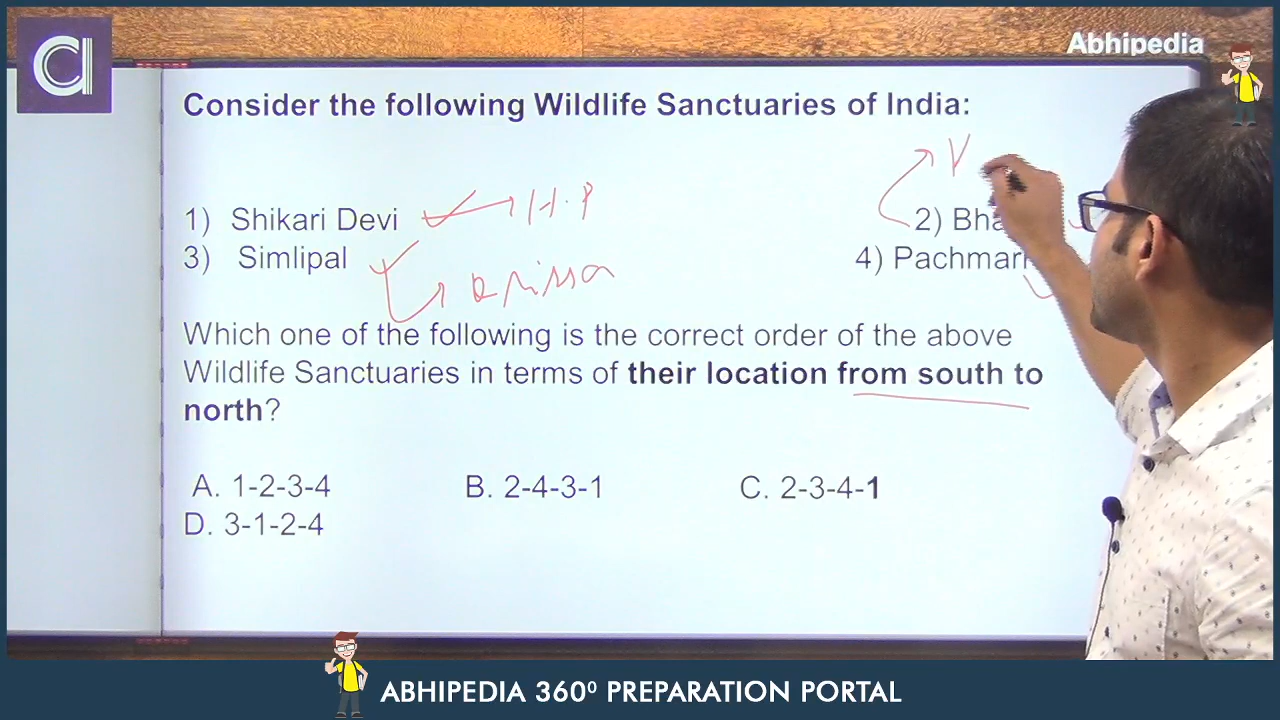 Abhipedia
Consider the following Wildlife Sanctuaries of India:
1) Shikari Devi H.P
2) Bha
3) Simlipal
4) Pachmarh
Which one of the following is the correct order of the above
Wildlife Sanctuaries in terms of their location from south to
north?
A. 1-2-3-4 B. 2-4-3-1 C. 2-3-4-1
D. 3-1-2-4
ABHIPEDIA 360⁰ PREPARATION PORTAL